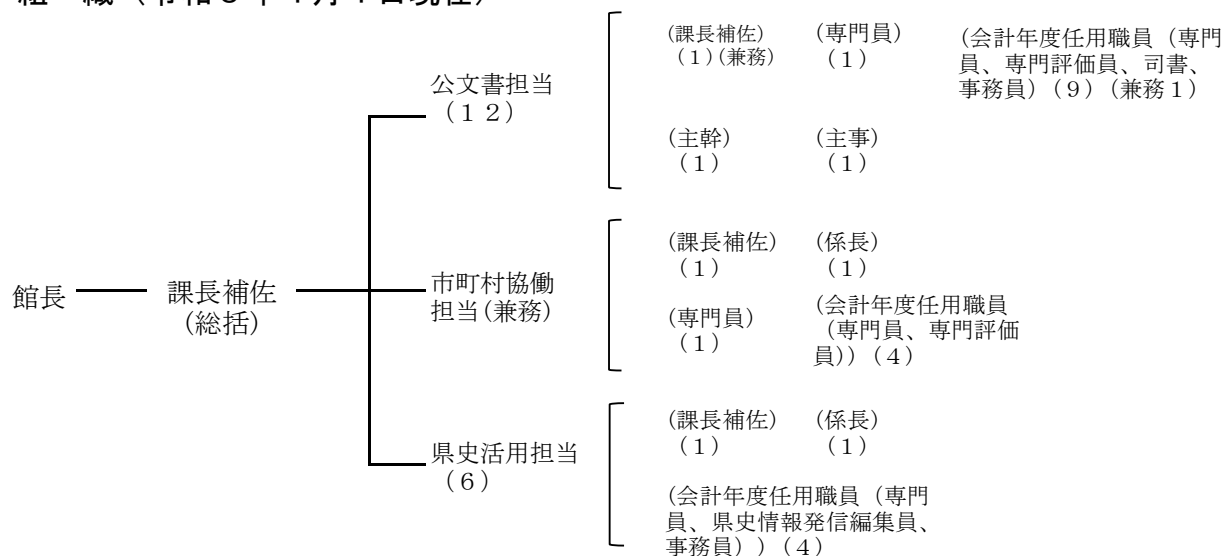 (課長補佐)
(1)(兼務)
(専門員)
(1)
(会計年度任用職員（専門
員、専門評価員、司書、
事務員）(9)(兼務1)
公文書担当
(12)
(主幹)
(1)
(主事)
(1)
館長
課長補佐
(総括)
市町村協働
担当(兼務)
(課長補佐)
(1)
(係長)
(1)
(専門員)
(1)
(会計年度任用職員
（専門員、専門評価
員))(4)
県史活用担当
(6)
(課長補佐)
(1)
(係長)
(1)
(会計年度任用職員（専門
員、県史情報発信編集員、
事務員））(4)